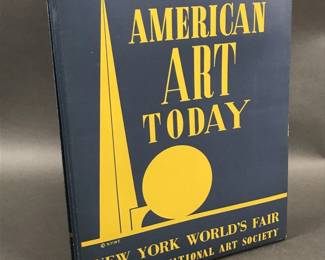 AMERICAN
ART
TODAY
NEW YORK WORLD'S FAIR
NATIONAL ART SOCIETY